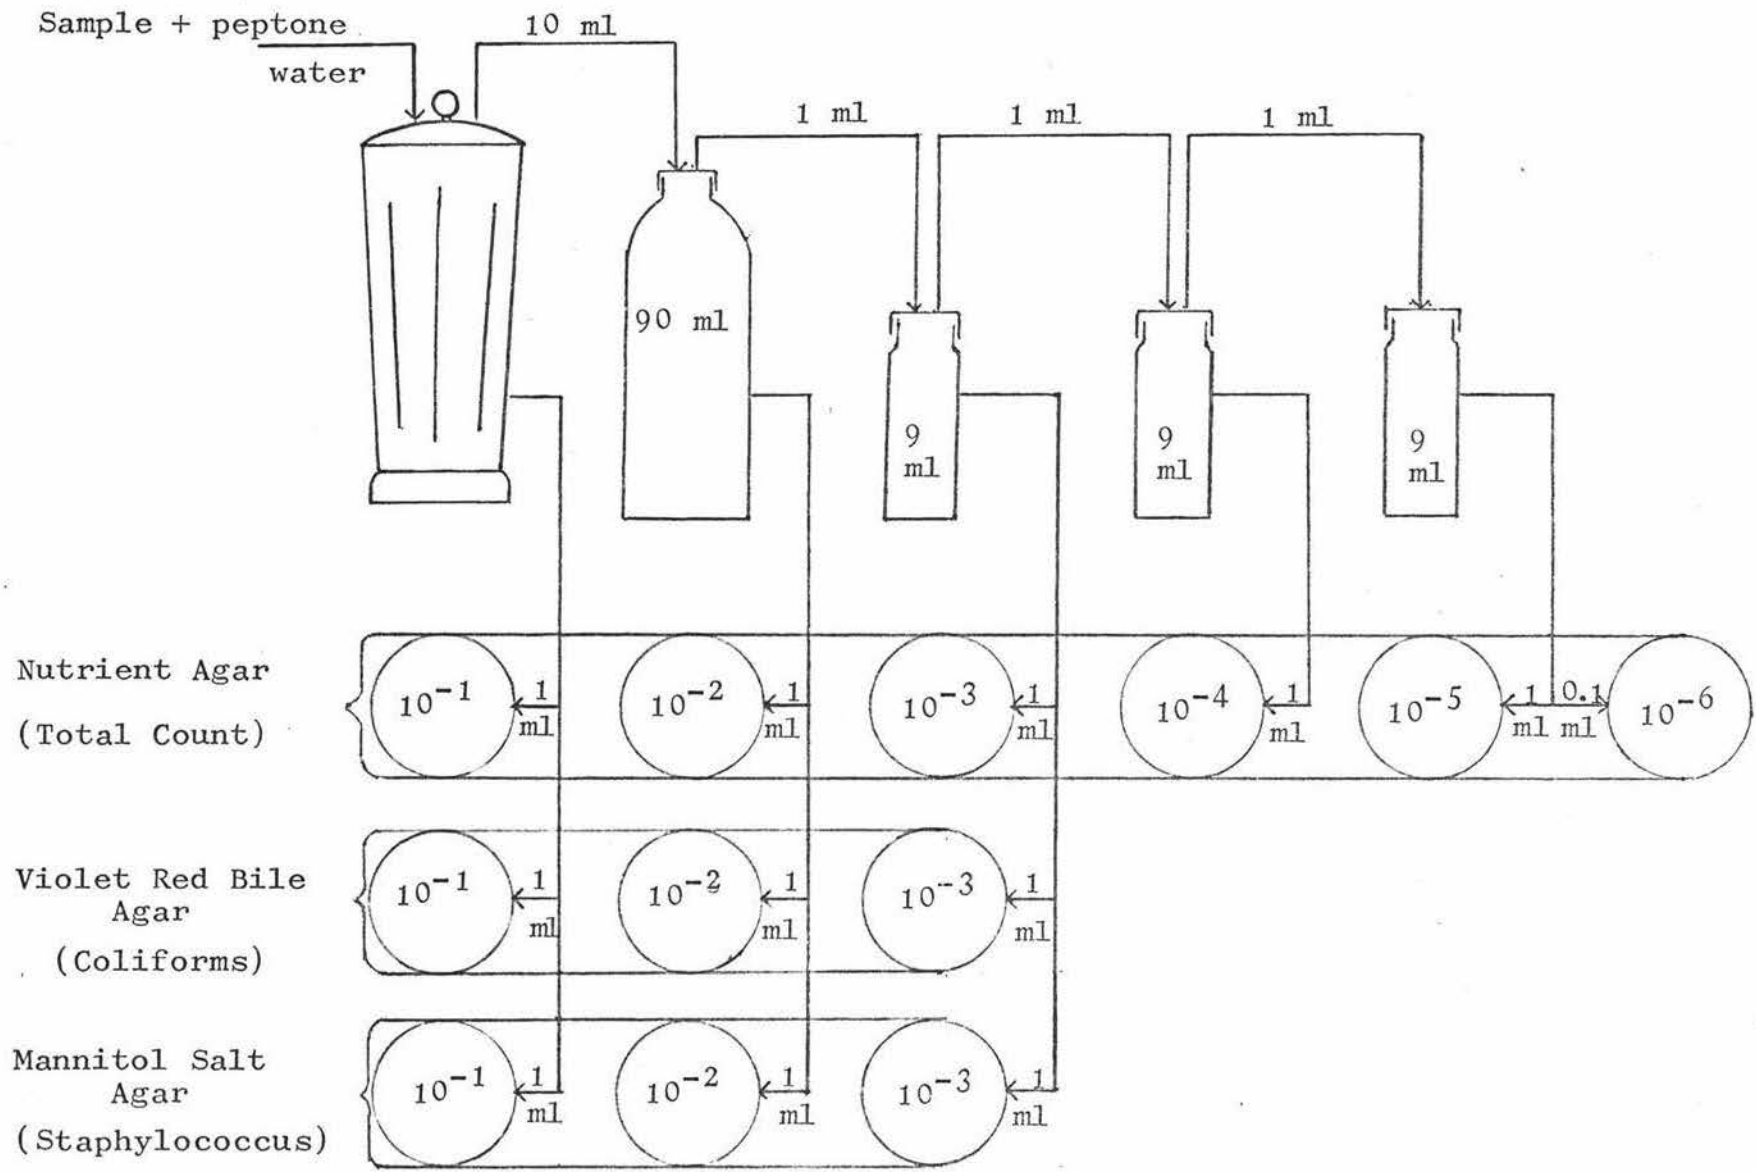 Sample + peptone
water
10 ml
1 ml
1 ml
1 ml
90 ml
9
ml
9
ml
9
ml
Nutrient Agar
(Total Count)
10⁻¹
1
ml
10⁻²
1
ml
10⁻³
1
ml
10⁻⁴
1
ml
10⁻⁵
1
ml
0.1
ml
10⁻⁶
Violet Red Bile
Agar
(Coliforms)
10⁻¹
1
ml
10⁻²
1
ml
10⁻³
1
ml
Mannitol Salt
Agar
(Staphylococcus)
10⁻¹
1
ml
10⁻²
1
ml
10⁻³
1
ml